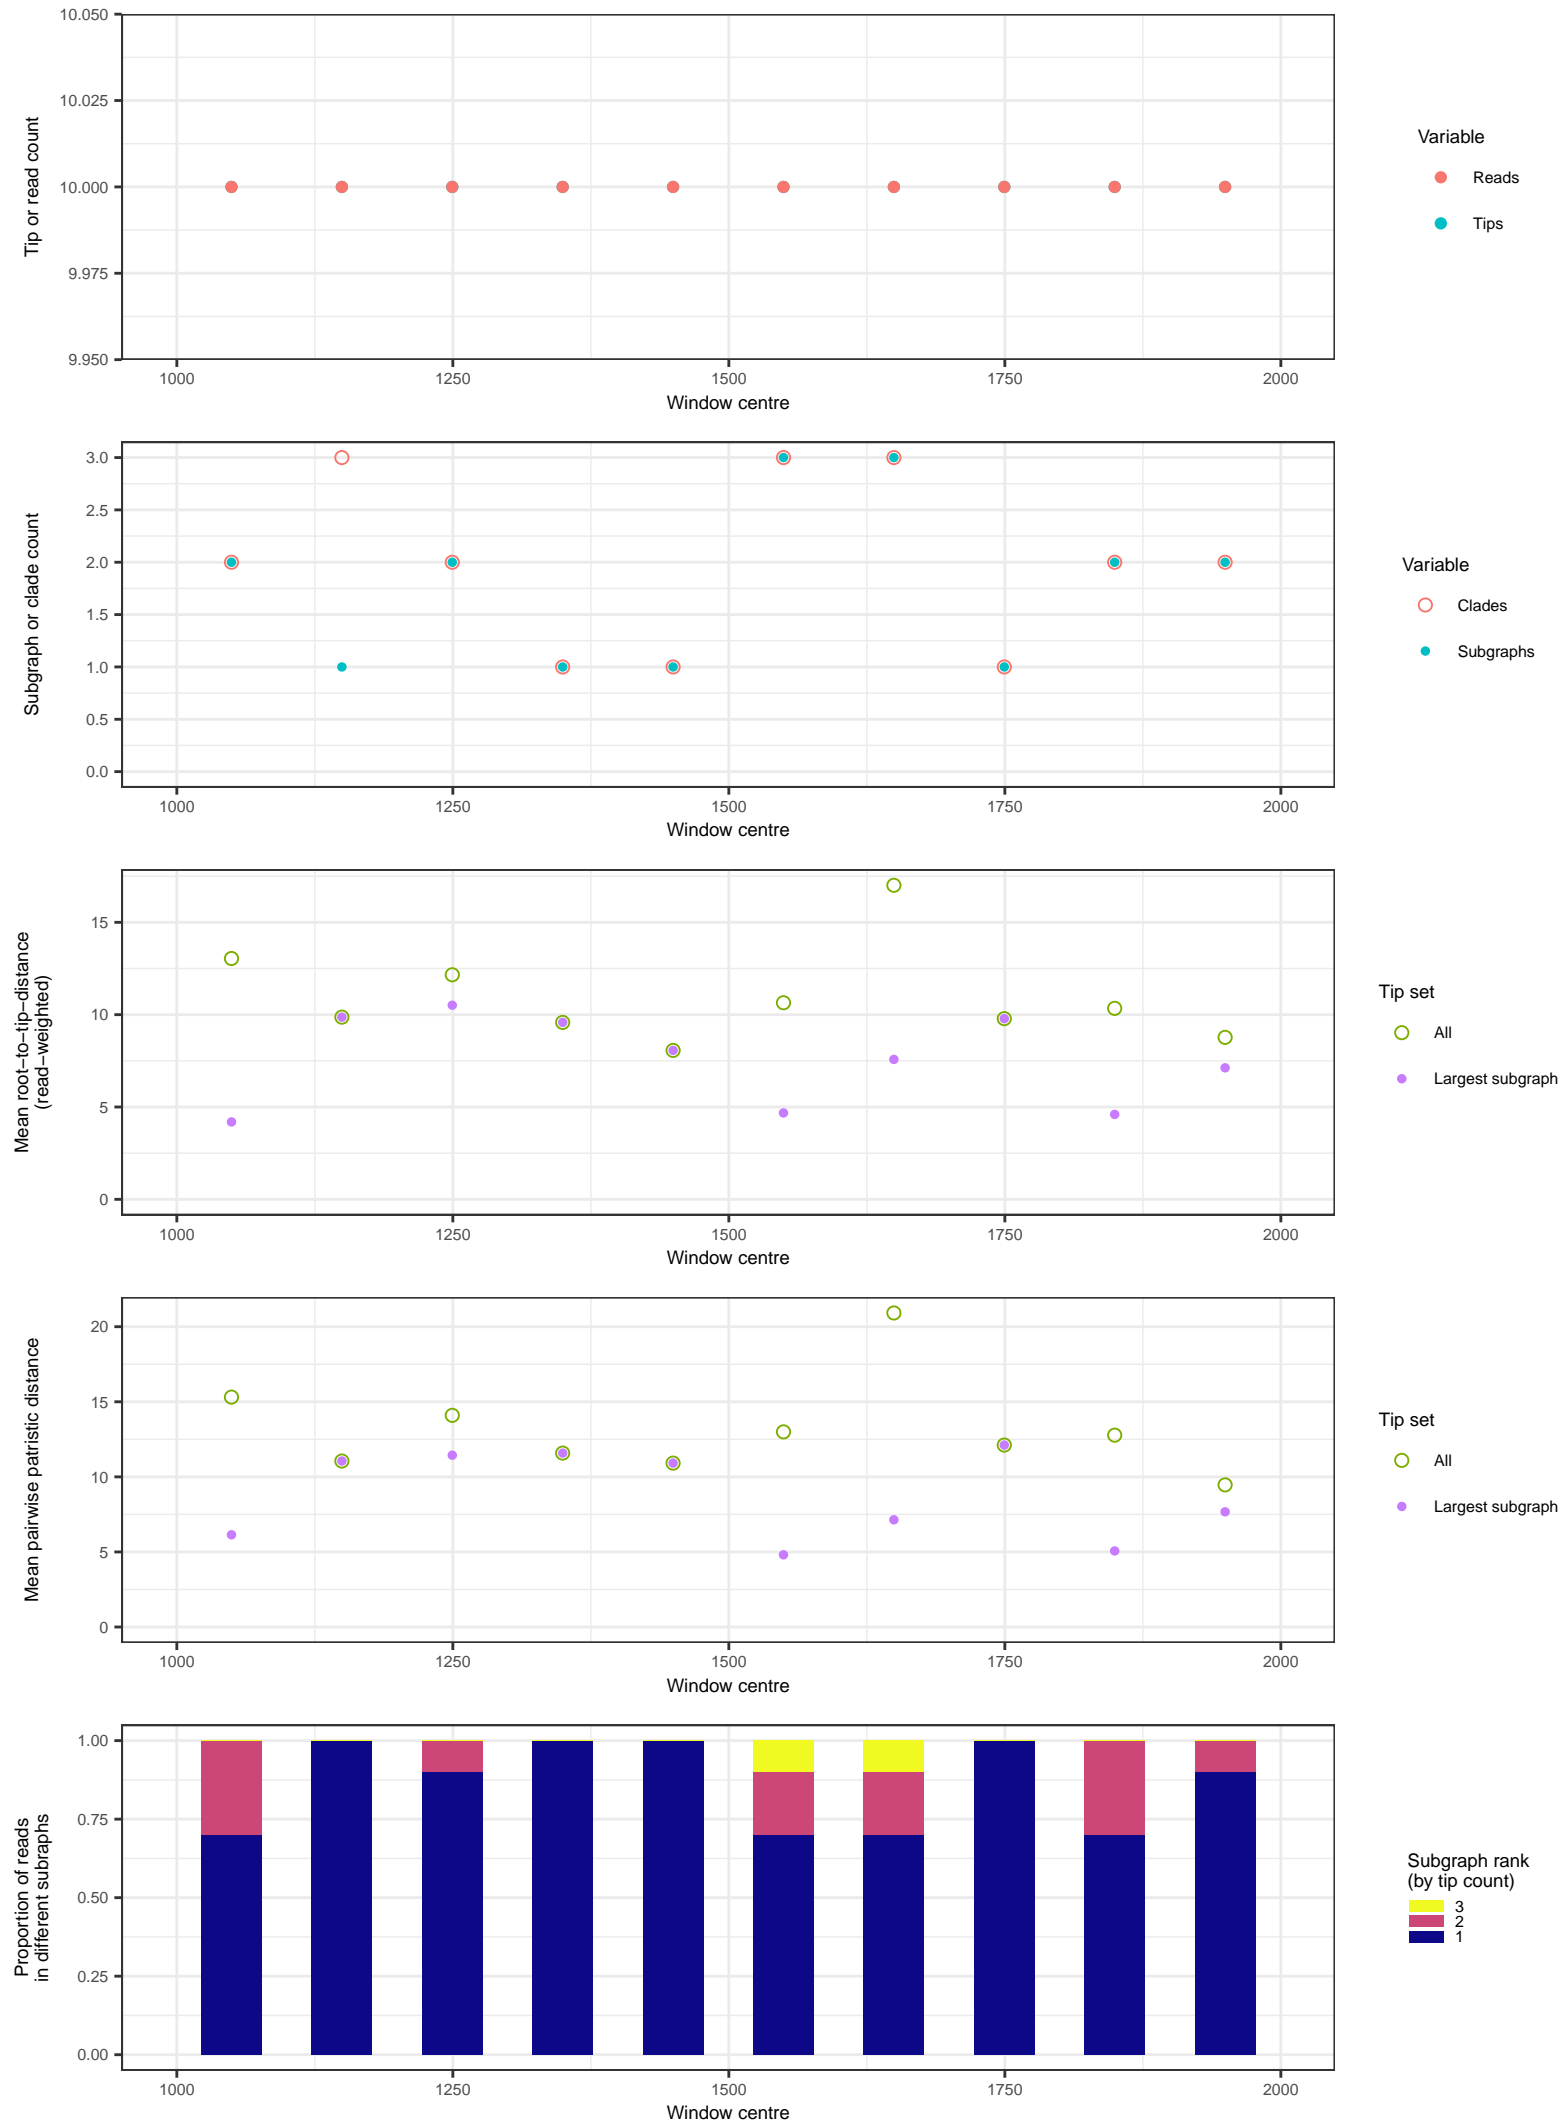 10.050
10.025
10.000
9.975
9.950
Tip or read count
1000 1250 1500 1750 2000
Window centre
Variable
Reads
Tips
3.0
2.5
2.0
1.5
1.0
0.5
0.0
Subgraph or clade count
1000 1250 1500 1750 2000
Window centre
Variable
Clades
Subgraphs
15
10
5
0
Mean root−to−tip−distance
(read−weighted)
1000 1250 1500 1750 2000
Window centre
Tip set
All
Largest subgraph
20
15
10
5
0
Mean pairwise patristic distance
1000 1250 1500 1750 2000
Window centre
Tip set
All
Largest subgraph
1.00
0.75
0.50
0.25
0.00
Proportion of reads
in different subraphs
1000 1250 1500 1750 2000
Window centre
Subgraph rank
(by tip count)
3
2
1